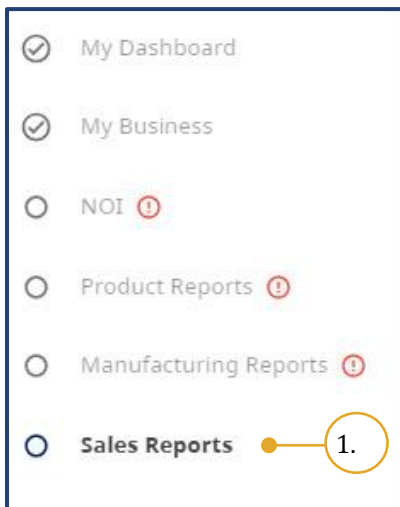 My Dashboard
My Business
NOI
Product Reports
Manufacturing Reports
Sales Reports 1.